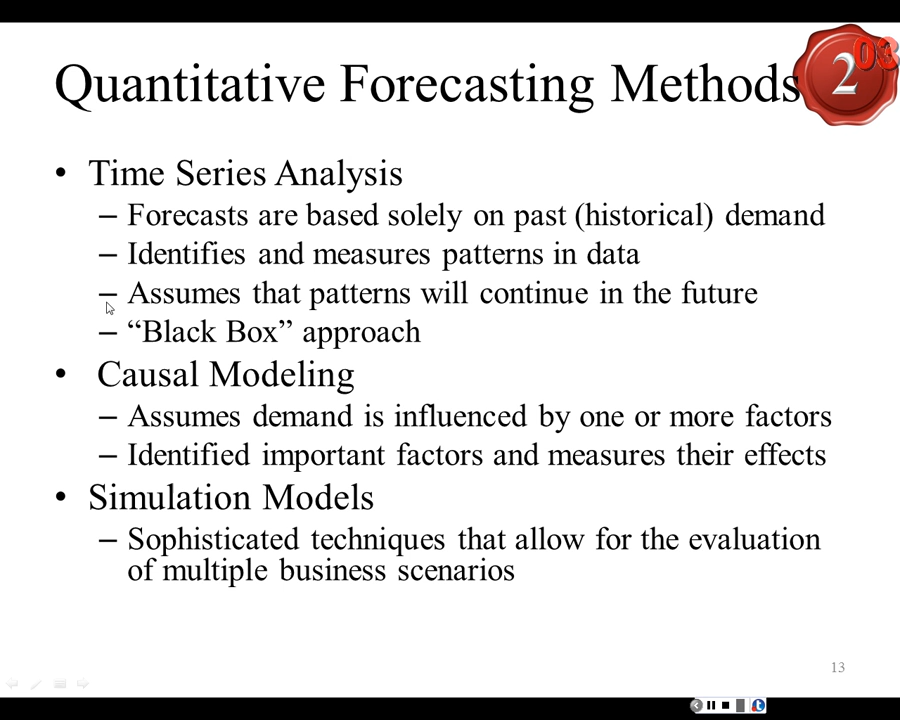 Quantitative Forecasting Methods
2
03
• Time Series Analysis
– Forecasts are based solely on past (historical) demand
– Identifies and measures patterns in data
– Assumes that patterns will continue in the future
– “Black Box” approach
• Causal Modeling
– Assumes demand is influenced by one or more factors
– Identified important factors and measures their effects
• Simulation Models
– Sophisticated techniques that allow for the evaluation
of multiple business scenarios
13